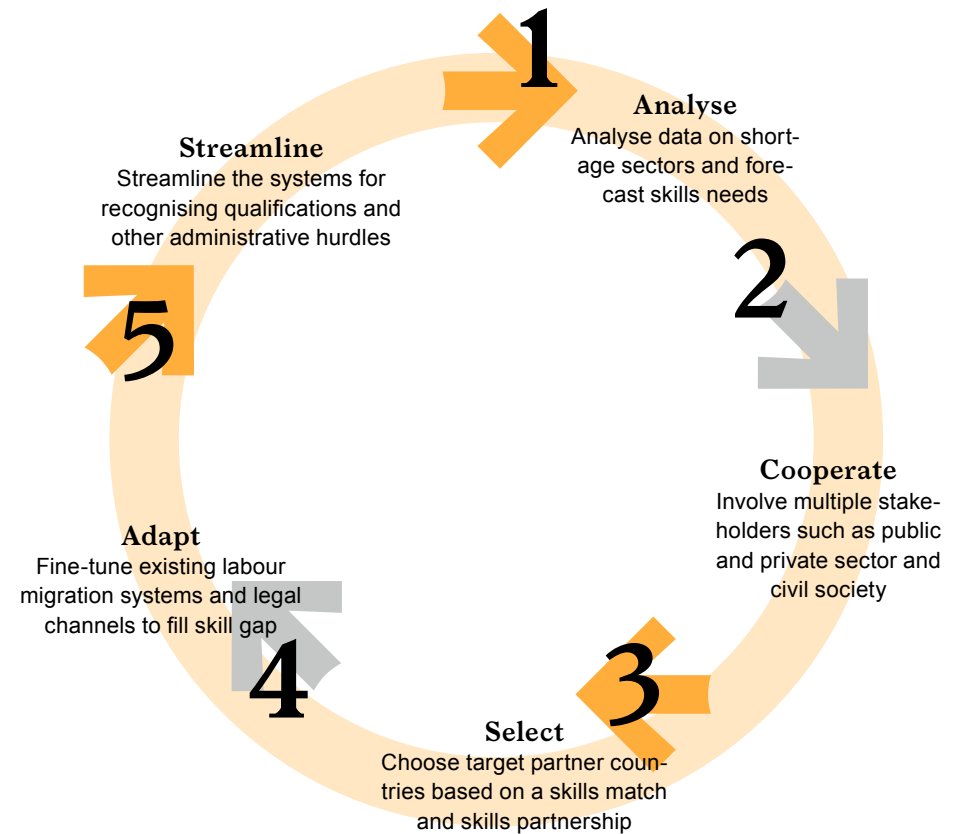 1
Analyse
Analyse data on short-
age sectors and fore-
cast skills needs
2
Cooperate
Involve multiple stake-
holders such as public
and private sector and
civil society
3
Select
Choose target partner coun-
tries based on a skills match
and skills partnership
4
Adapt
Fine-tune existing labour
migration systems and legal
channels to fill skill gap
5
Streamline
Streamline the systems for
recognising qualifications and
other administrative hurdles